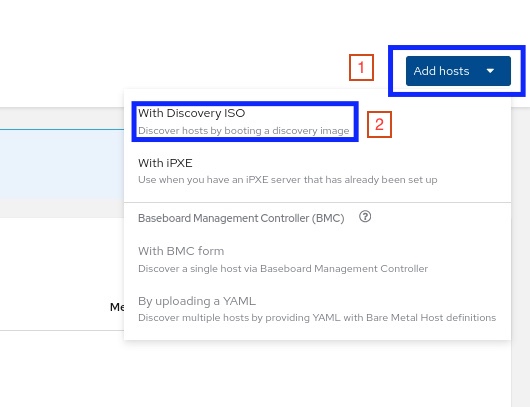 1
Add hosts
With Discovery ISO
Discover hosts by booting a discovery image
2
With iPXE
Use when you have an iPXE server that has already been set up
Baseboard Management Controller (BMC) ?
With BMC form
Discover a single host via Baseboard Management Controller
By uploading a YAML
Me
Discover multiple hosts by providing YAML with Bare Metal Host definitions